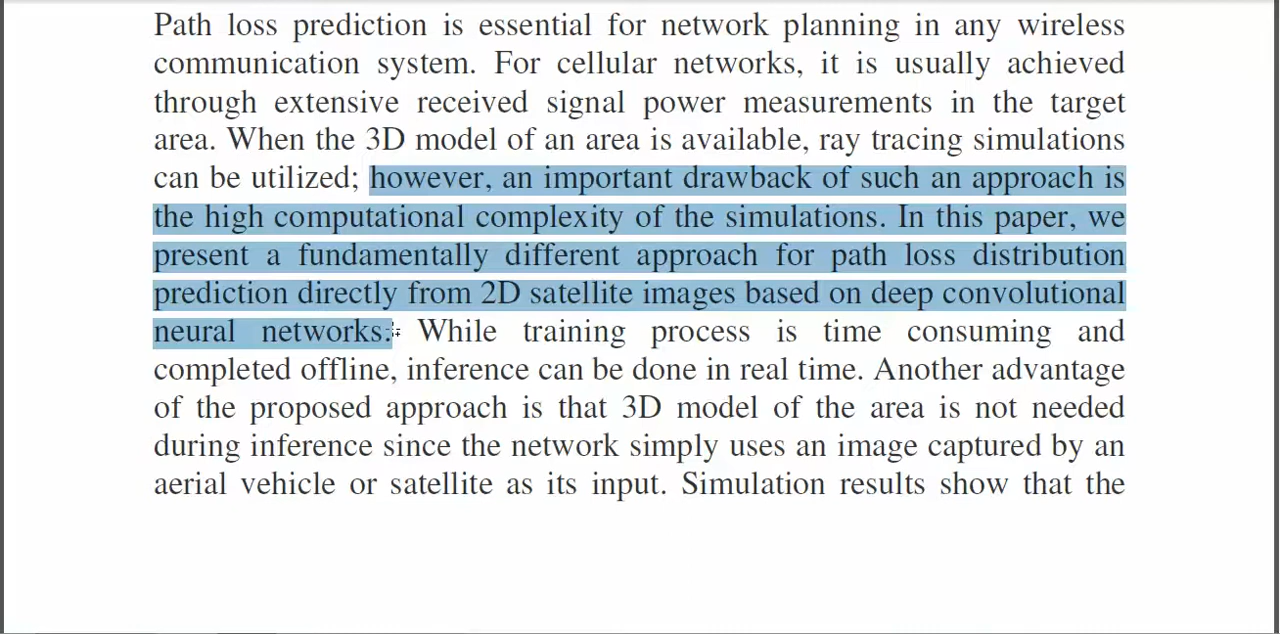 Path loss prediction is essential for network planning in any wireless
communication system. For cellular networks, it is usually achieved
through extensive received signal power measurements in the target
area. When the 3D model of an area is available, ray tracing simulations
can be utilized; however, an important drawback of such an approach is
the high computational complexity of the simulations. In this paper, we
present a fundamentally different approach for path loss distribution
prediction directly from 2D satellite images based on deep convolutional
neural networks. While training process is time consuming and
completed offline, inference can be done in real time. Another advantage
of the proposed approach is that 3D model of the area is not needed
during inference since the network simply uses an image captured by an
aerial vehicle or satellite as its input. Simulation results show that the